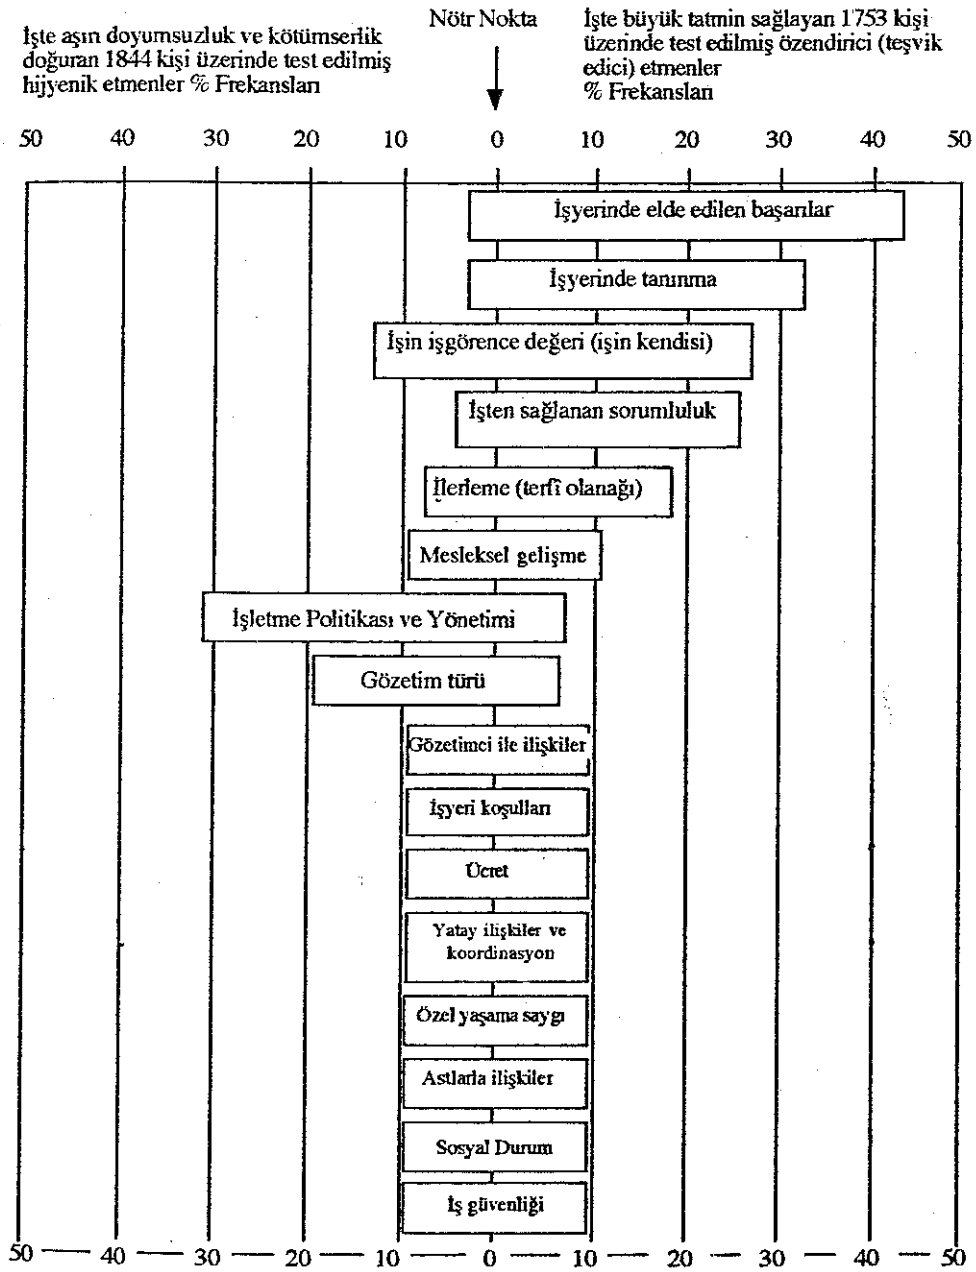 İşte aşırı doyumsuzluk ve kötümserlik
doğuran 1844 kişi üzerinde test edilmiş
hijyenik etmenler % Frekansları
Nötr Nokta
İşte büyük tatmin sağlayan 1753 kişi
üzerinde test edilmiş özendirici (teşvik
edici) etmenler
% Frekansları
50 40 30 20 10 0 10 20 30 40 50
İşyerinde elde edilen başarılar
İşyerinde tanınma
İşin işgörence değeri (işin kendisi)
İşten sağlanan sorumluluk
İlerleme (terfi olanağı)
Mesleksel gelişme
İşletme Politikası ve Yönetimi
Gözetim türü
Gözetimci ile ilişkiler
İşyeri koşulları
Ücret
Yatay ilişkiler ve
koordinasyon
Özel yaşama saygı
Astlarla ilişkiler
Sosyal Durum
İş güvenliği
50 40 30 20 10 0 10 20 30 40 50